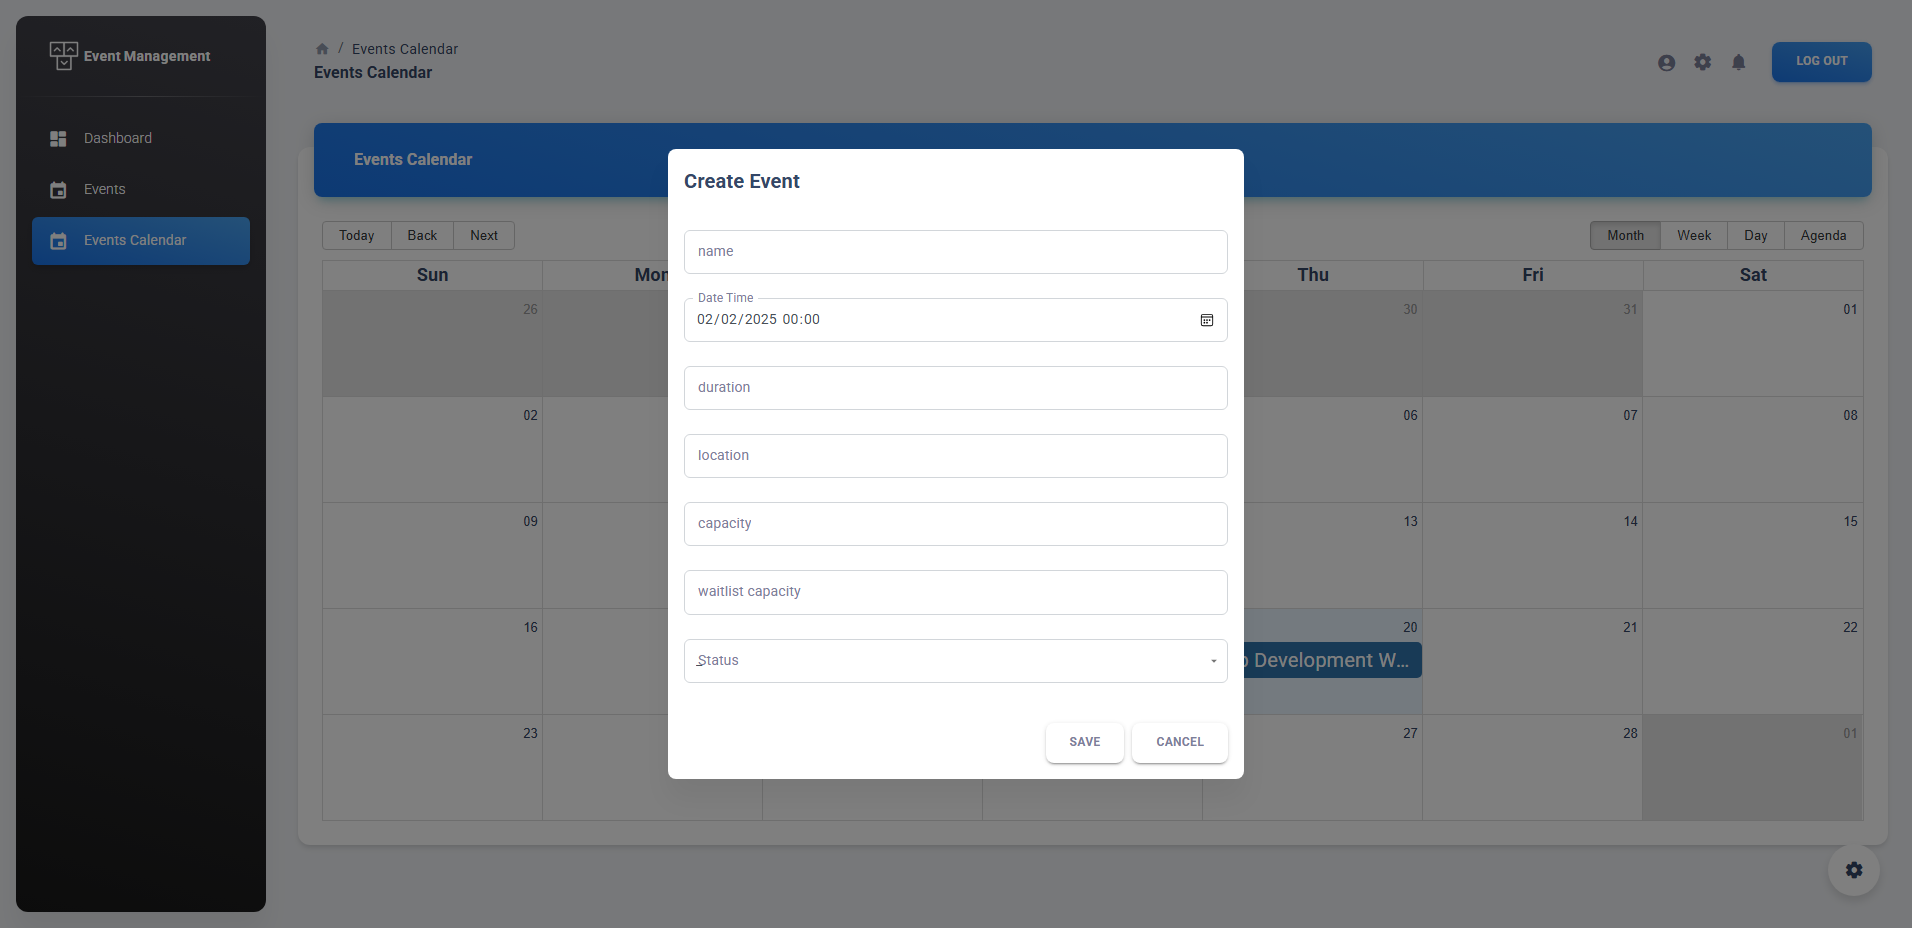 Event Management
Dashboard
Events
Events Calendar
/ Events Calendar
Events Calendar
LOG OUT
Events Calendar
Today Back Next
Month Week Day Agenda
Sun Mon Thu Fri Sat
26 30 31 01
02 06 07 08
09 13 14 15
16 20 21 22
Development W...
23 27 28 01
Create Event
name
Date Time
02/02/2025 00:00
duration
location
capacity
waitlist capacity
Status
SAVE CANCEL